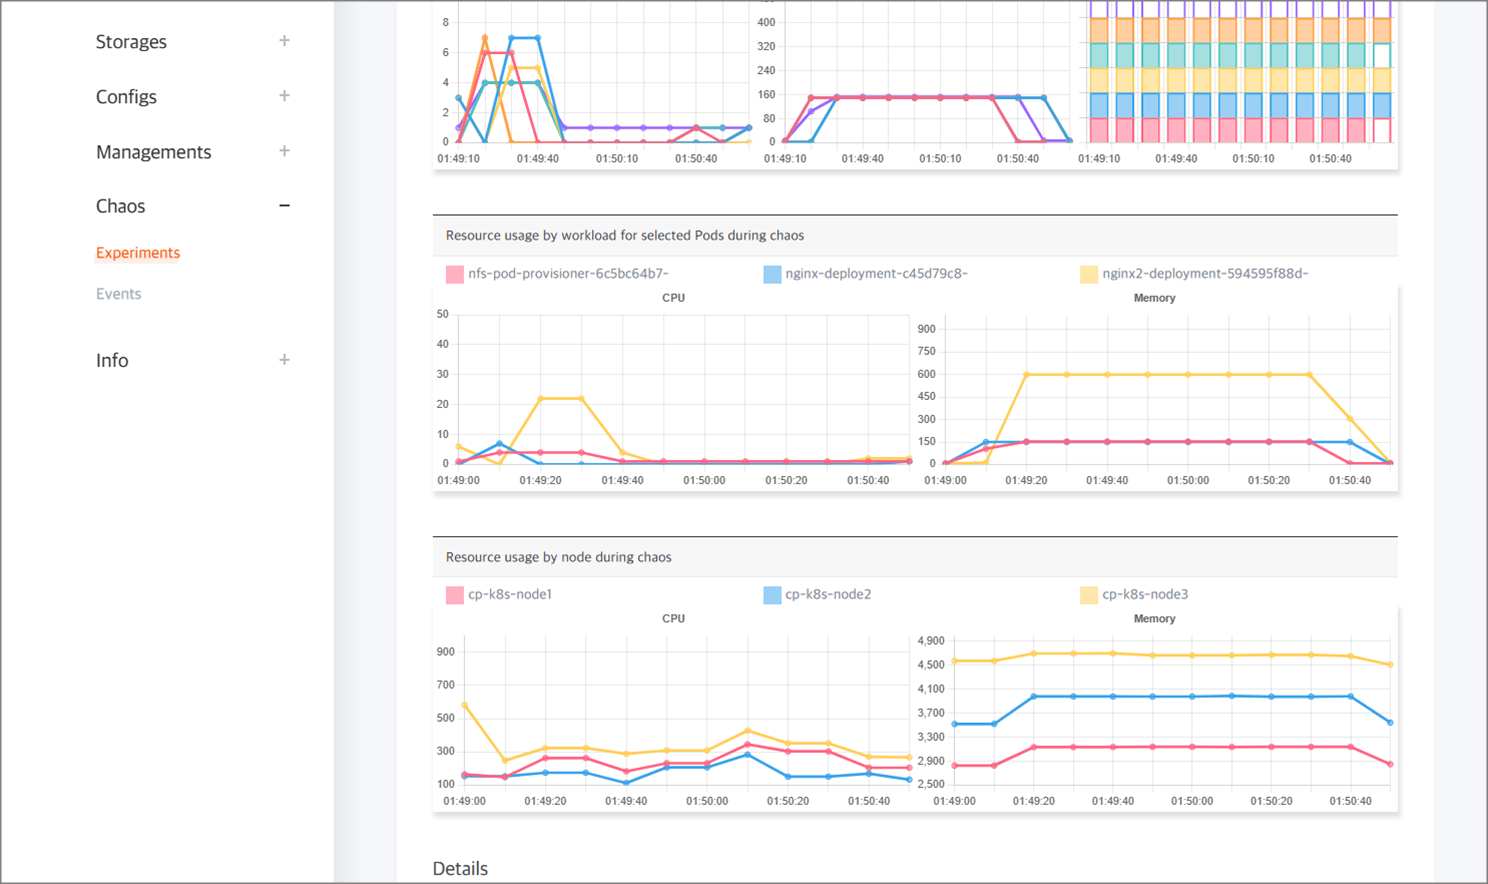 Storages +
Configs +
Managements +
Chaos −
Experiments
Events
Info +
8
6
4
2
0
01:49:10 01:49:40 01:50:10 01:50:40
400
320
240
160
80
0
01:49:10 01:49:40 01:50:10 01:50:40
01:49:10 01:49:40 01:50:10 01:50:40
Resource usage by workload for selected Pods during chaos
nfs-pod-provisioner-6c5bc64b7- nginx-deployment-c45d79c8- nginx2-deployment-594595f88d-
CPU
50
40
30
20
10
0
01:49:00 01:49:20 01:49:40 01:50:00 01:50:20 01:50:40
Memory
900
750
600
450
300
150
0
01:49:00 01:49:20 01:49:40 01:50:00 01:50:20 01:50:40
Resource usage by node during chaos
cp-k8s-node1 cp-k8s-node2 cp-k8s-node3
CPU
900
700
500
300
100
01:49:00 01:49:20 01:49:40 01:50:00 01:50:20 01:50:40
Memory
4,900
4,500
4,100
3,700
3,300
2,900
2,500
01:49:00 01:49:20 01:49:40 01:50:00 01:50:20 01:50:40
Details